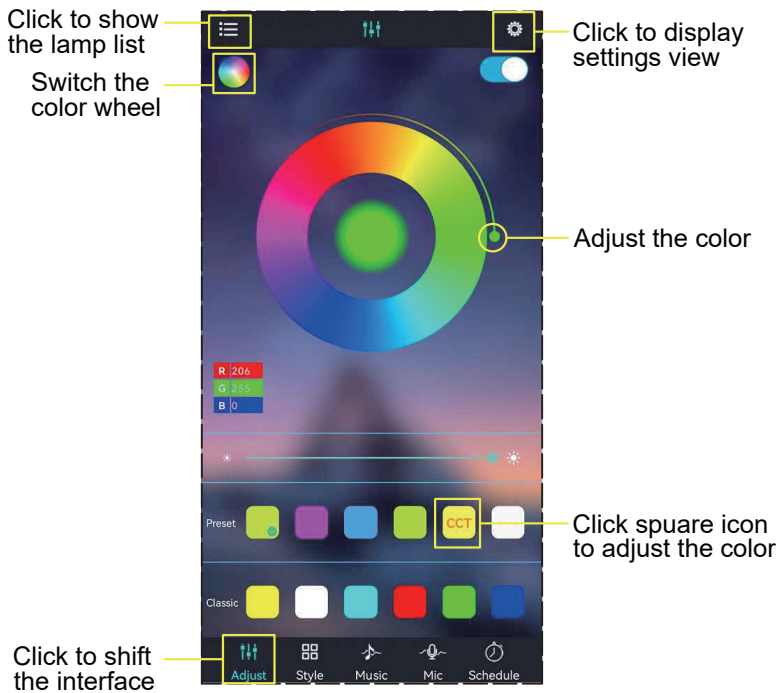 Click to show
the lamp list
Click to display
settings view
Switch the
color wheel
Adjust the color
R 206
G 255
B 0
Preset
CCT
Click spuare icon
to adjust the color
Classic
Click to shift
the interface
Adjust Style Music Mic Schedule